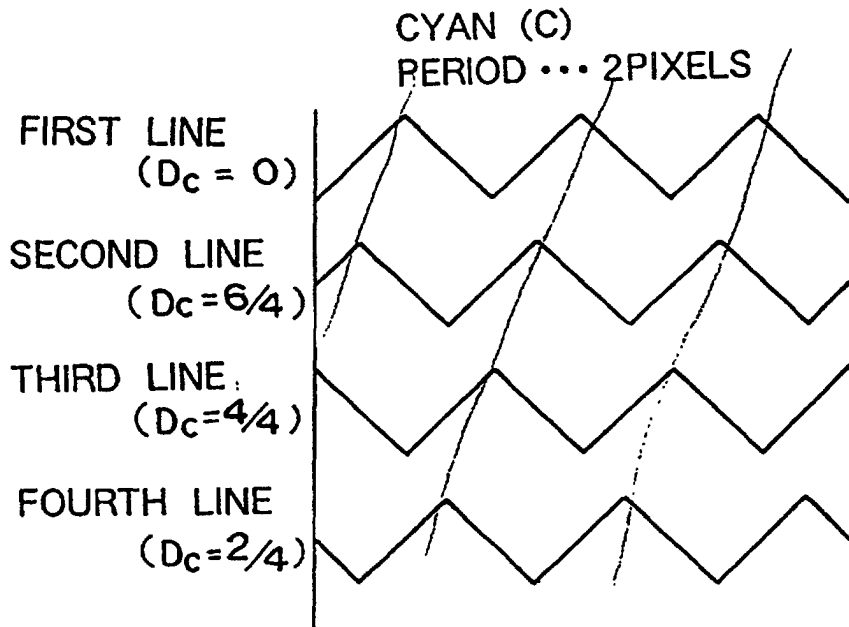 CYAN (C)
PERIOD ••• 2PIXELS
FIRST LINE
(Dc = 0)
SECOND LINE
(Dc=6/4)
THIRD LINE
(Dc=4/4)
FOURTH LINE
(Dc=2/4)